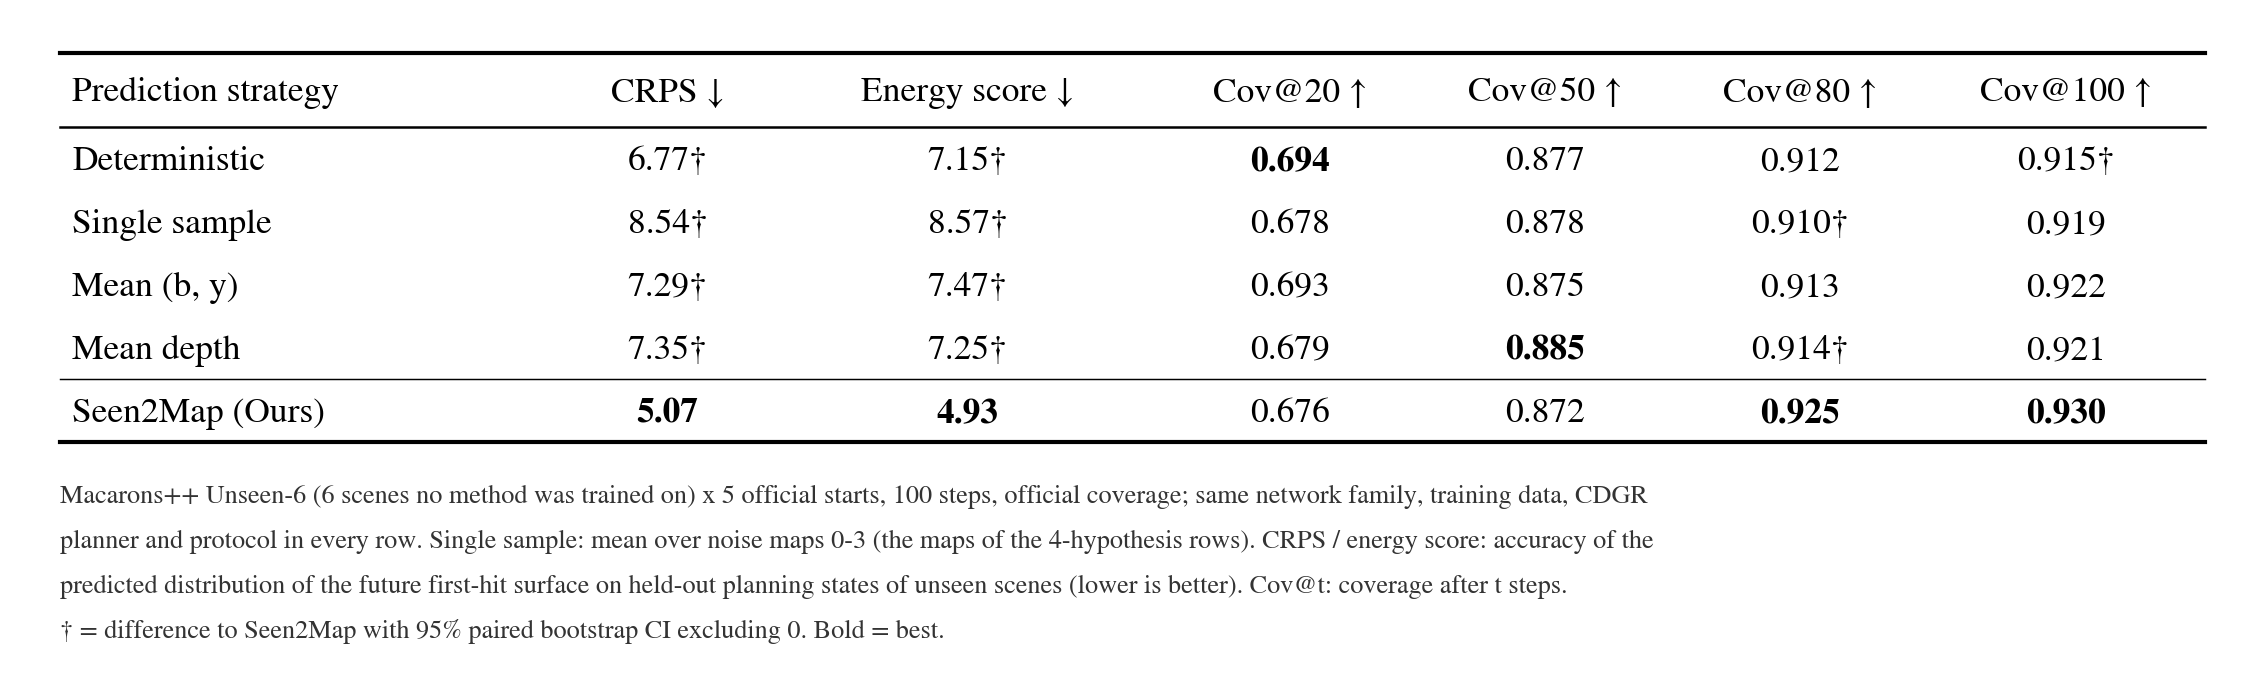 Prediction strategy CRPS ↓ Energy score ↓ Cov@20 ↑ Cov@50 ↑ Cov@80 ↑ Cov@100 ↑
Deterministic 6.77† 7.15† 0.694 0.877 0.912 0.915†
Single sample 8.54† 8.57† 0.678 0.878 0.910† 0.919
Mean (b, y) 7.29† 7.47† 0.693 0.875 0.913 0.922
Mean depth 7.35† 7.25† 0.679 0.885 0.914† 0.921
Seen2Map (Ours) 5.07 4.93 0.676 0.872 0.925 0.930
Macarons++ Unseen-6 (6 scenes no method was trained on) x 5 official starts, 100 steps, official coverage; same network family, training data, CDGR
planner and protocol in every row. Single sample: mean over noise maps 0-3 (the maps of the 4-hypothesis rows). CRPS / energy score: accuracy of the
predicted distribution of the future first-hit surface on held-out planning states of unseen scenes (lower is better). Cov@t: coverage after t steps.
† = difference to Seen2Map with 95% paired bootstrap CI excluding 0. Bold = best.